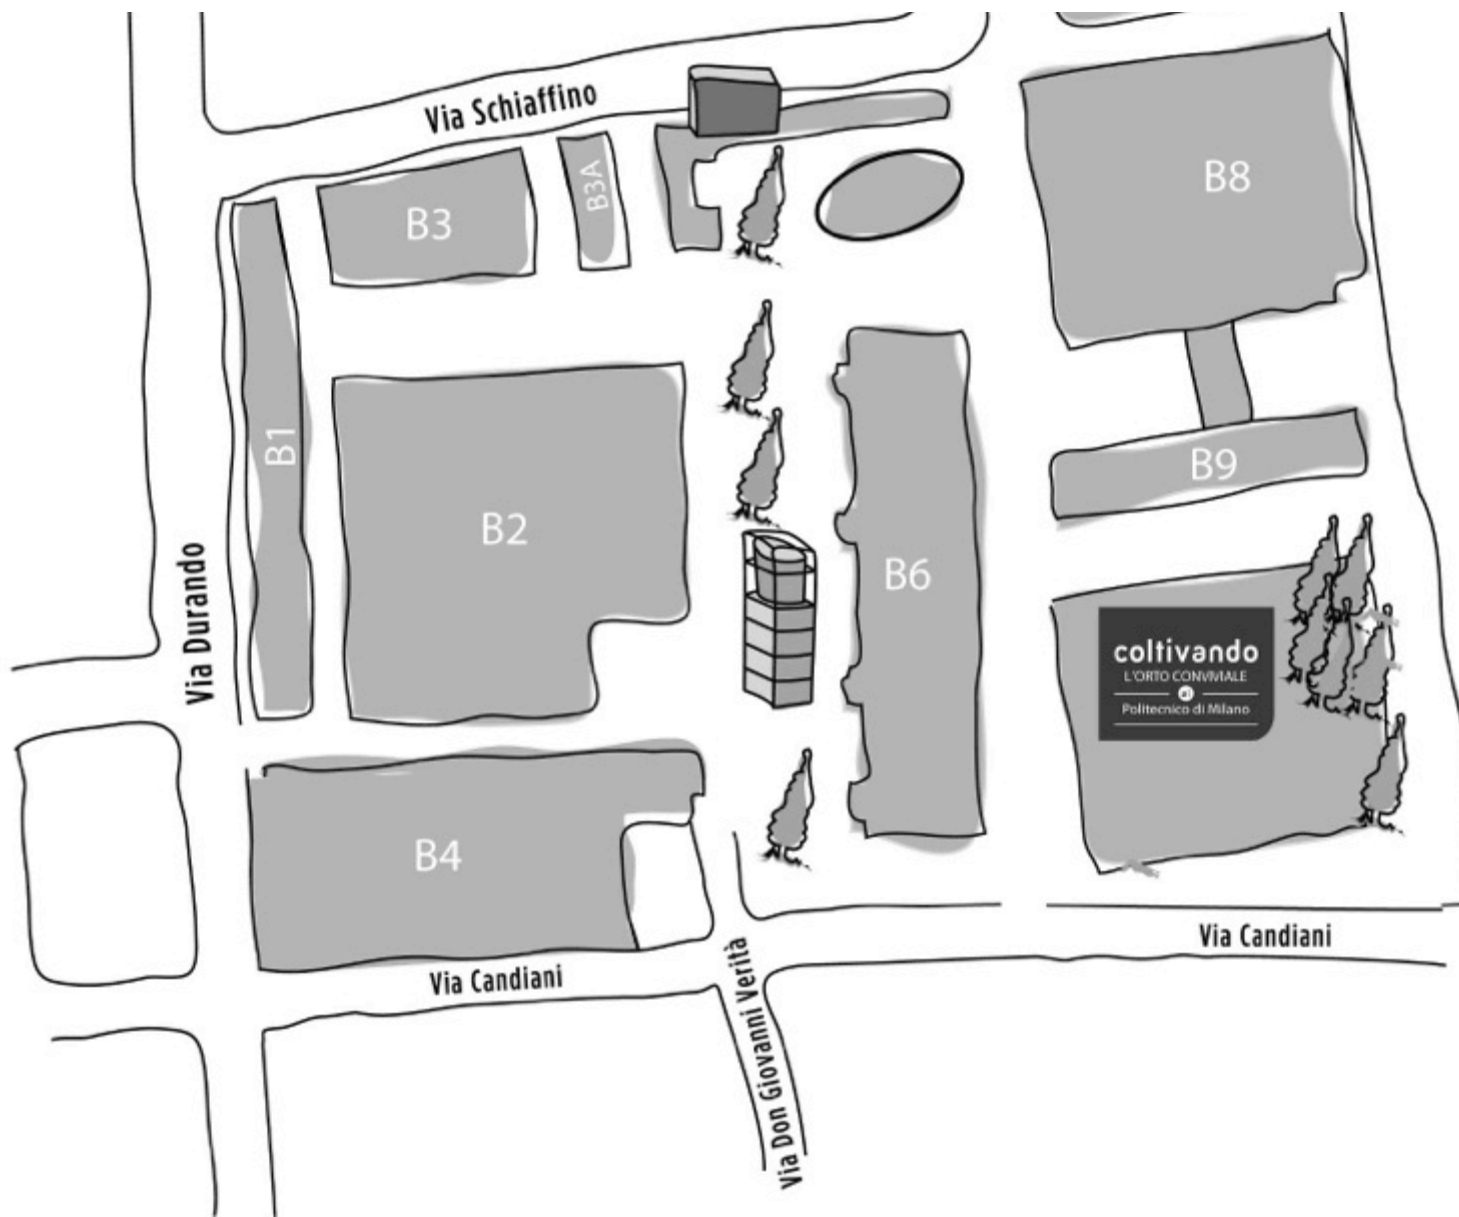 Via Schiaffino
B3
B3A
B8
B1
B2
B9
B6
Via Durando
coltivando
L'ORTO CONVIVIALE
al
Politecnico di Milano
B4
Via Candiani
Via Candiani
Via Don Giovanni Verità